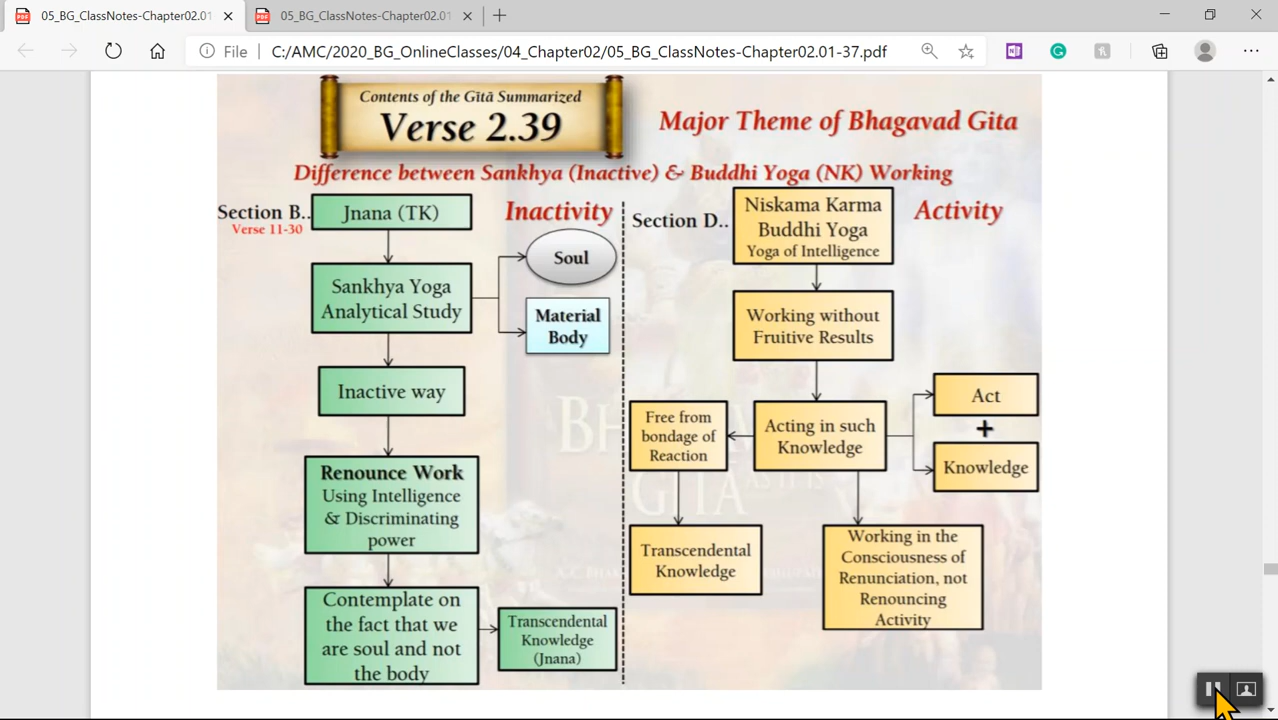 05_BG_ClassNotes-Chapter02.01
05_BG_ClassNotes-Chapter02.01
File
C:/AMC/2020_BG_OnlineClasses/04_Chapter02/05_BG_ClassNotes-Chapter02.01-37.pdf
Contents of the Gītā Summarized
Verse 2.39
Major Theme of Bhagavad Gita
Difference between Sankhya (Inactive) & Buddhi Yoga (NK) Working
Section B..
Verse 11-30
Jnana (TK)
Inactivity
Soul
Sankhya Yoga
Analytical Study
Material
Body
Inactive way
Renounce Work
Using Intelligence
& Discriminating
power
Contemplate on
the fact that we
are soul and not
the body
Transcendental
Knowledge
(Jnana)
Section D..
Niskama Karma
Buddhi Yoga
Yoga of Intelligence
Activity
Working without
Fruitive Results
Free from
bondage of
Reaction
Acting in such
Knowledge
Act
+
Knowledge
Transcendental
Knowledge
Working in the
Consciousness of
Renunciation, not
Renouncing
Activity